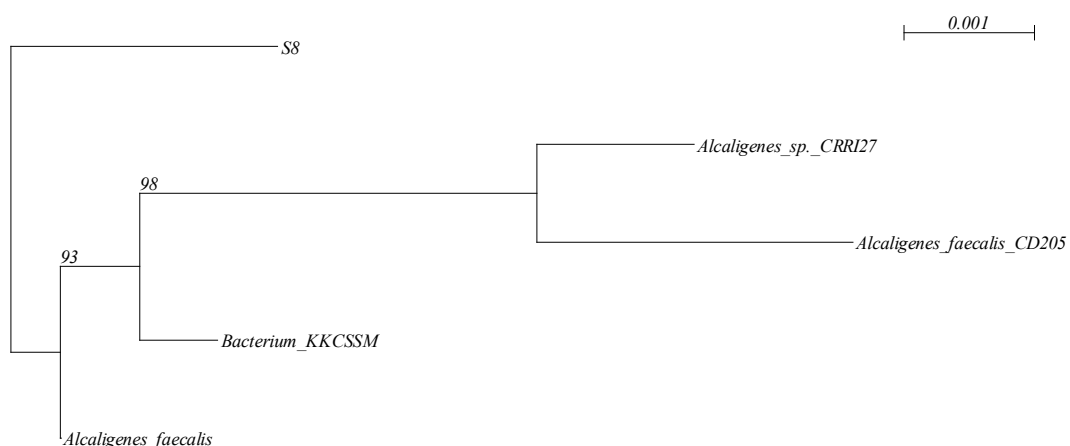 0.001
S8
Alcaligenes_sp._CRRI27
98
Alcaligenes_faecalis_CD205
93
Bacterium_KKCSSM
Alcaligenes_faecalis